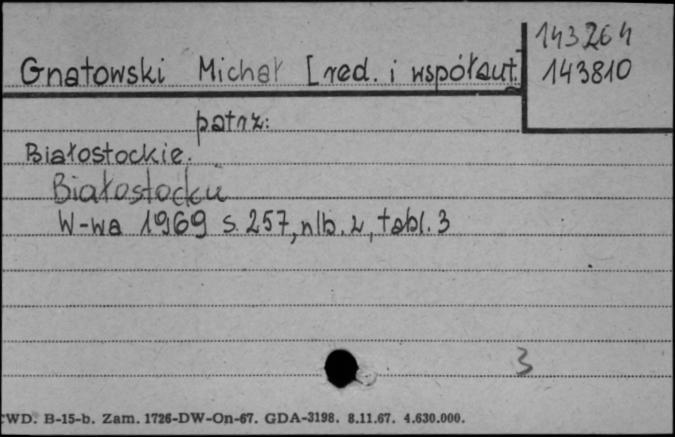 143264
Gnatowski Michał [red. i współaut.]
143810
patrz:
Białostockie.
Białostocku
W-wa 1969 s. 257, nlb. 2, tabl. 3
3
CWD. B-15-b. Zam. 1726-DW-On-67. GDA-3198. 8.11.67. 4.630.000.